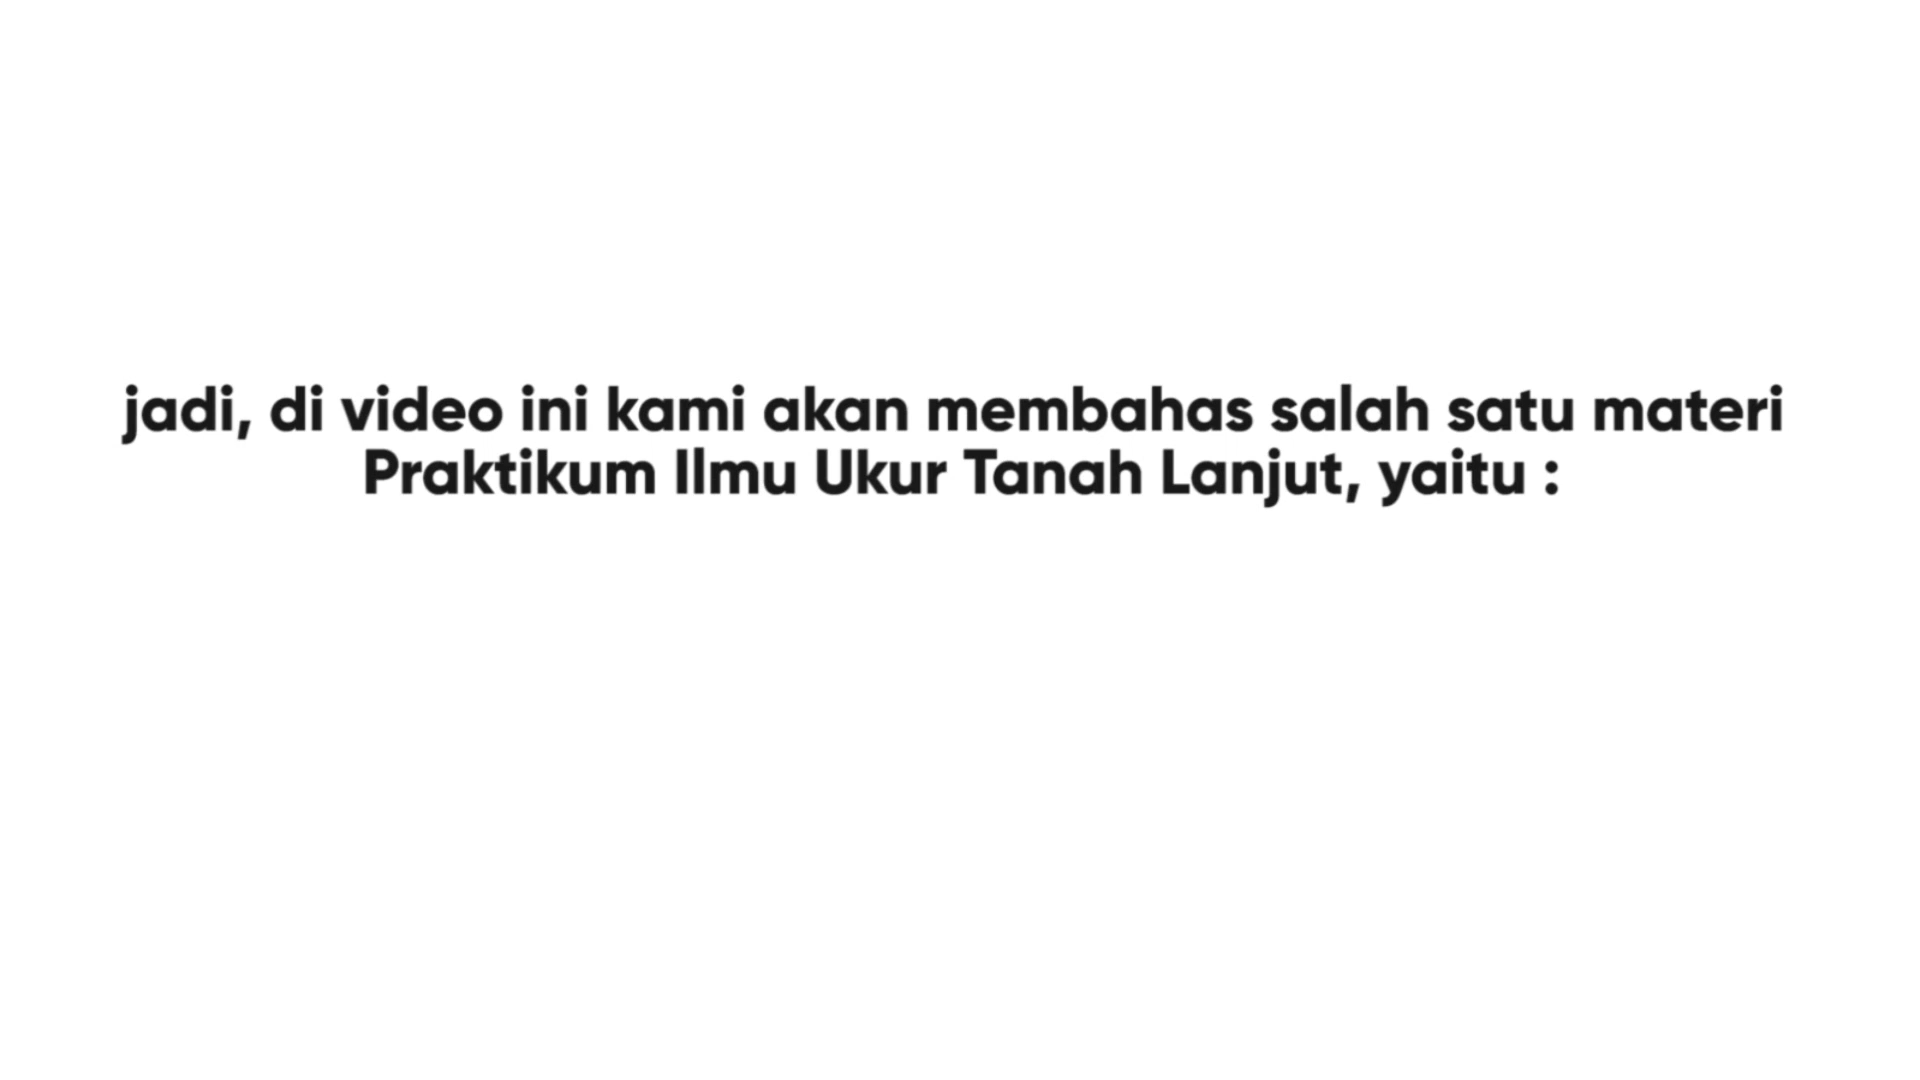 jadi, di video ini kami akan membahas salah satu materi
Praktikum Ilmu Ukur Tanah Lanjut, yaitu :